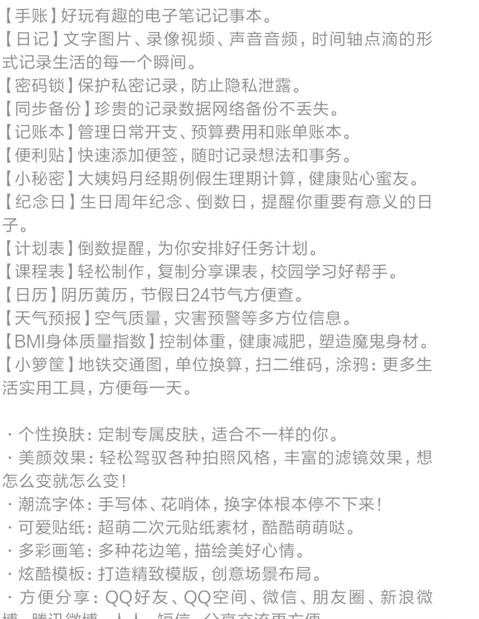 【手账】好玩有趣的电子笔记记事本。
【日记】文字图片、录像视频、声音音频，时间轴点滴的形
式记录生活的每一个瞬间。
【密码锁】保护私密记录，防止隐私泄露。
【同步备份】珍贵的记录数据网络备份不丢失。
【记账本】管理日常开支、预算费用和账单账本。
【便利贴】快速添加便签，随时记录想法和事务。
【小秘密】大姨妈月经期例假生理期计算，健康贴心蜜友。
【纪念日】生日周年纪念、倒数日，提醒你重要有意义的日
子。
【计划表】倒数提醒，为你安排好任务计划。
【课程表】轻松制作，复制分享课表，校园学习好帮手。
【日历】阴历黄历，节假日24节气方便查。
【天气预报】空气质量，灾害预警等多方位信息。
【BMI身体质量指数】控制体重，健康减肥，塑造魔鬼身材。
【小箩筐】地铁交通图，单位换算，扫二维码，涂鸦：更多生
活实用工具，方便每一天。
·个性换肤：定制专属皮肤，适合不一样的你。
·美颜效果：轻松驾驭各种拍照风格，丰富的滤镜效果，想
怎么变就怎么变！
·潮流字体：手写体、花哨体，换字体根本停不下来！
·可爱贴纸：超萌二次元贴纸素材，酷酷萌萌哒。
·多彩画笔：多种花边笔，描绘美好心情。
·炫酷模板：打造精致模版，创意场景布局。
·方便分享：QQ好友、QQ空间、微信、朋友圈、新浪微
博、腾讯微博、人人、短信，分享交流更方便。